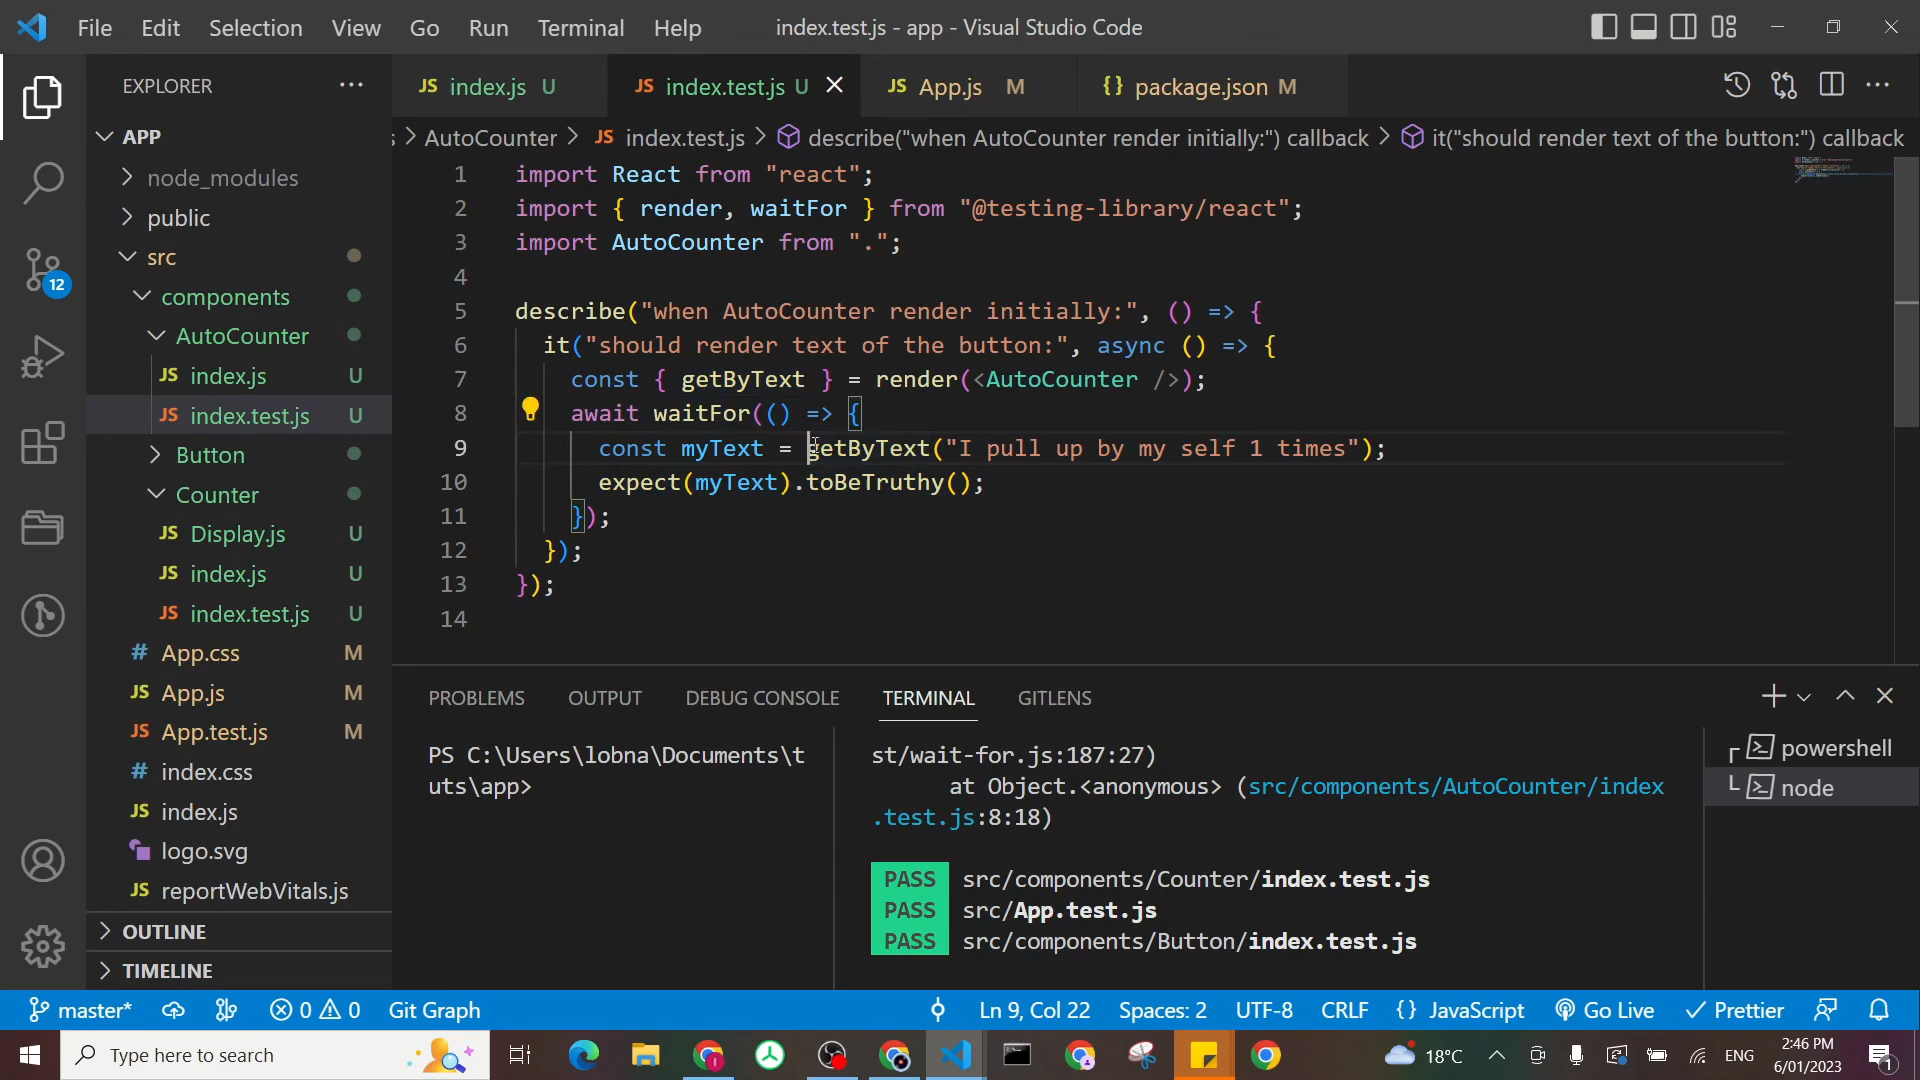 File Edit Selection View Go Run Terminal Help
index.test.js - app - Visual Studio Code
EXPLORER
JS index.js U
JS index.test.js U
JS App.js M
{} package.json M
AutoCounter > JS index.test.js > describe("when AutoCounter render initially:") callback > it("should render text of the button:") callback
APP
node_modules
public
src
components
AutoCounter
JS index.js U
JS index.test.js U
Button
Counter
JS Display.js U
JS index.js U
JS index.test.js U
# App.css M
JS App.js M
JS App.test.js M
# index.css
JS index.js
logo.svg
JS reportWebVitals.js
OUTLINE
TIMELINE
12
1 import React from "react";
2 import { render, waitFor } from "@testing-library/react";
3 import AutoCounter from ".";
4
5 describe("when AutoCounter render initially:", () => {
6 it("should render text of the button:", async () => {
7 const { getByText } = render(<AutoCounter />);
8 await waitFor(() => {
9 const myText = getByText("I pull up by my self 1 times");
10 expect(myText).toBeTruthy();
11 });
12 });
13 });
14
PROBLEMS OUTPUT DEBUG CONSOLE TERMINAL GITLENS
PS C:\Users\lobna\Documents\t
uts\app>
st/wait-for.js:187:27)
at Object.<anonymous> (src/components/AutoCounter/index
.test.js:8:18)
PASS src/components/Counter/index.test.js
PASS src/App.test.js
PASS src/components/Button/index.test.js
powershell
node
master* 0 0 Git Graph
Ln 9, Col 22 Spaces: 2 UTF-8 CRLF {} JavaScript Go Live Prettier
Type here to search
18°C
ENG
2:46 PM
6/01/2023
1